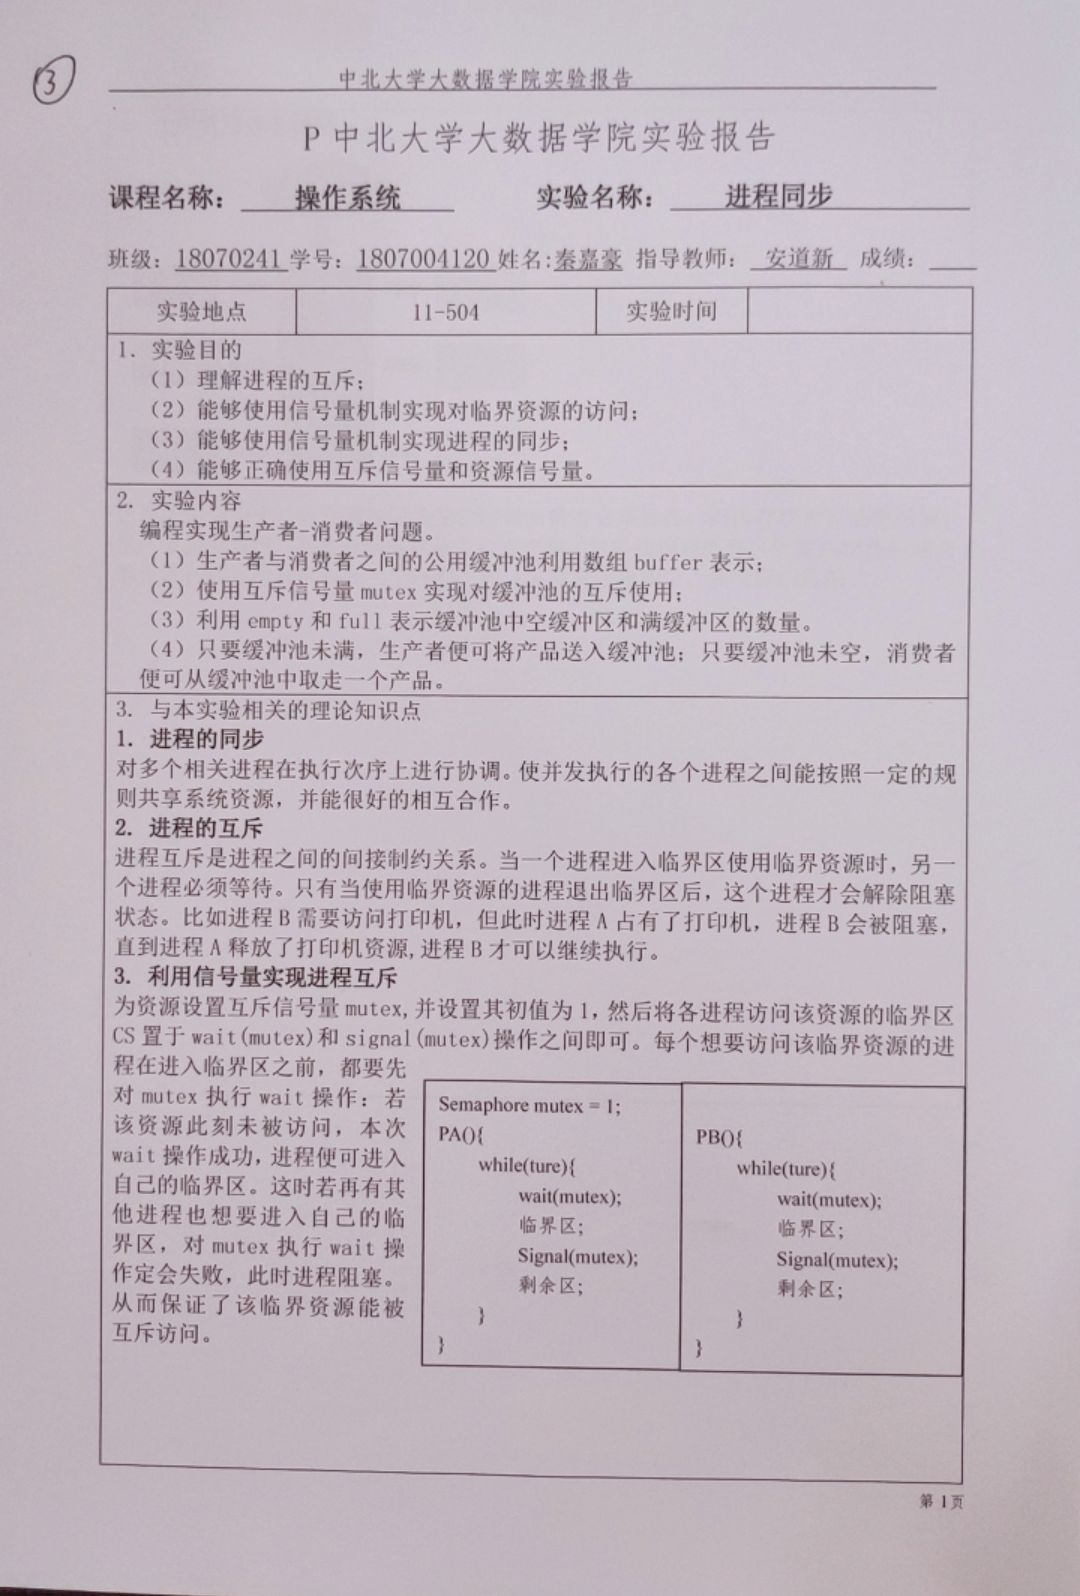 ③
中北大学大数据学院实验报告
P 中北大学大数据学院实验报告
课程名称： 操作系统 实验名称： 进程同步
班级：18070241 学号：1807004120 姓名:秦嘉豪 指导教师： 安道新 成绩：
实验地点 11-504 实验时间
1. 实验目的
（1）理解进程的互斥；
（2）能够使用信号量机制实现对临界资源的访问；
（3）能够使用信号量机制实现进程的同步；
（4）能够正确使用互斥信号量和资源信号量。
2. 实验内容
编程实现生产者-消费者问题。
（1）生产者与消费者之间的公用缓冲池利用数组 buffer 表示；
（2）使用互斥信号量 mutex 实现对缓冲池的互斥使用；
（3）利用 empty 和 full 表示缓冲池中空缓冲区和满缓冲区的数量。
（4）只要缓冲池未满，生产者便可将产品送入缓冲池；只要缓冲池未空，消费者
便可从缓冲池中取走一个产品。
3. 与本实验相关的理论知识点
1. 进程的同步
对多个相关进程在执行次序上进行协调。使并发执行的各个进程之间能按照一定的规
则共享系统资源，并能很好的相互合作。
2. 进程的互斥
进程互斥是进程之间的间接制约关系。当一个进程进入临界区使用临界资源时，另一
个进程必须等待。只有当使用临界资源的进程退出临界区后，这个进程才会解除阻塞
状态。比如进程 B 需要访问打印机，但此时进程 A 占有了打印机，进程 B 会被阻塞，
直到进程 A 释放了打印机资源,进程 B 才可以继续执行。
3. 利用信号量实现进程互斥
为资源设置互斥信号量 mutex,并设置其初值为 1,然后将各进程访问该资源的临界区
CS 置于 wait(mutex)和 signal(mutex)操作之间即可。每个想要访问该临界资源的进
程在进入临界区之前，都要先
对 mutex 执行 wait 操作：若
该资源此刻未被访问，本次
wait 操作成功,进程便可进入
自己的临界区。这时若再有其
他进程也想要进入自己的临
界区，对 mutex 执行 wait 操
作定会失败，此时进程阻塞。
从而保证了该临界资源能被
互斥访问。
Semaphore mutex = 1;
PA(){
while(ture){
wait(mutex);
临界区;
Signal(mutex);
剩余区;
}
}
PB(){
while(ture){
wait(mutex);
临界区;
Signal(mutex);
剩余区;
}
}
第 1 页